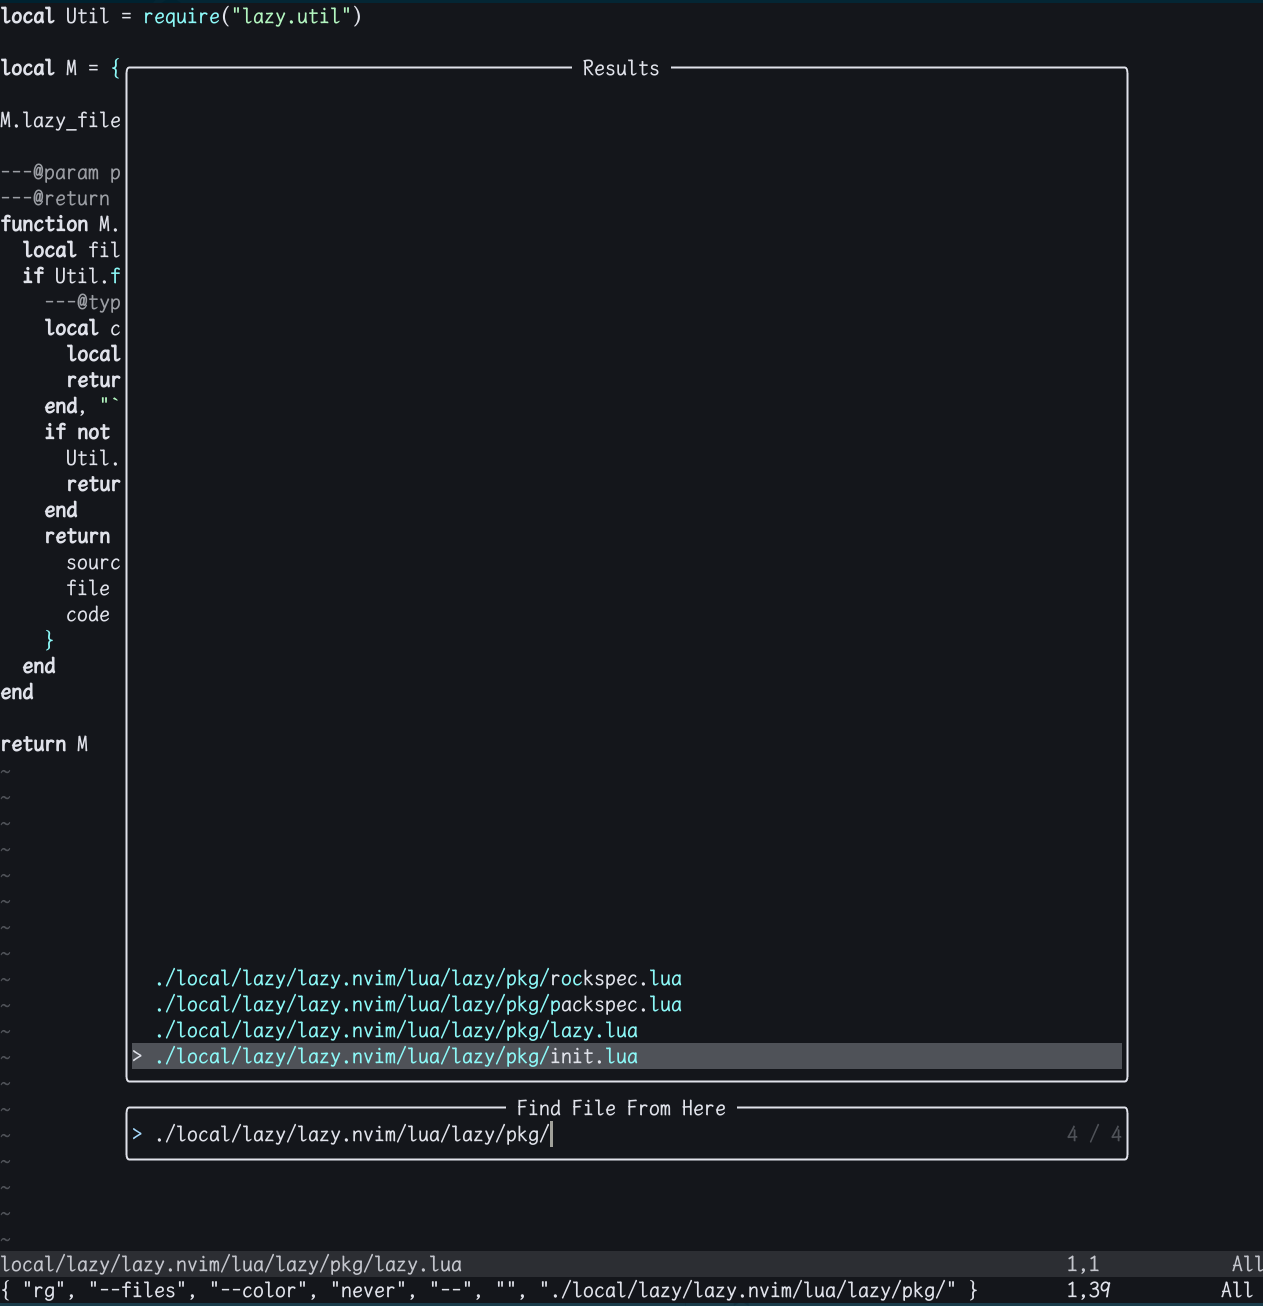 local Util = require("lazy.util")
local M = {
Results
M.lazy_file
---@param p
---@return
function M.
  local fil
  if Util.f
    ---@typ
    local c
      local
      retur
    end, "`
    if not
      Util.
      retur
    end
    return
      sourc
      file
      code
    }
  end
end
return M
~
~
~
~
~
~
~
~
~ ./local/lazy/lazy.nvim/lua/lazy/pkg/rockspec.lua
~ ./local/lazy/lazy.nvim/lua/lazy/pkg/packspec.lua
~ ./local/lazy/lazy.nvim/lua/lazy/pkg/lazy.lua
~ > ./local/lazy/lazy.nvim/lua/lazy/pkg/init.lua
~
~ Find File From Here
~ > ./local/lazy/lazy.nvim/lua/lazy/pkg/ 4 / 4
~
~
~
~
local/lazy/lazy.nvim/lua/lazy/pkg/lazy.lua 1,1 All
{ "rg", "--files", "--color", "never", "--", "", "./local/lazy/lazy.nvim/lua/lazy/pkg/" } 1,39 All